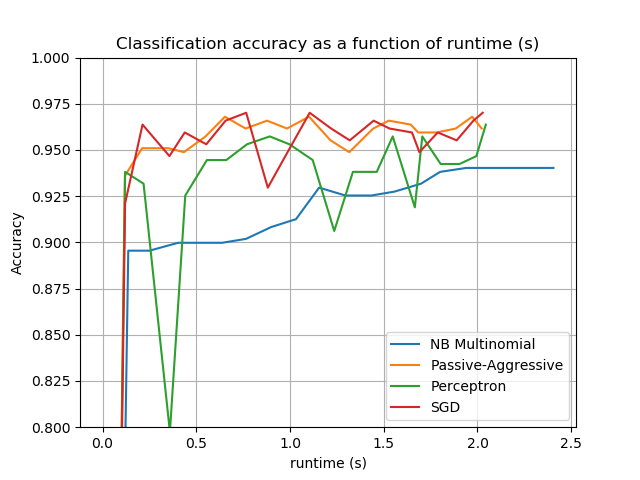 Classification accuracy as a function of runtime (s)
1.000
0.975
0.950
0.925
0.900
0.875
0.850
0.825
0.800
Accuracy
NB Multinomial
Passive-Aggressive
Perceptron
SGD
0.0 0.5 1.0 1.5 2.0 2.5
runtime (s)